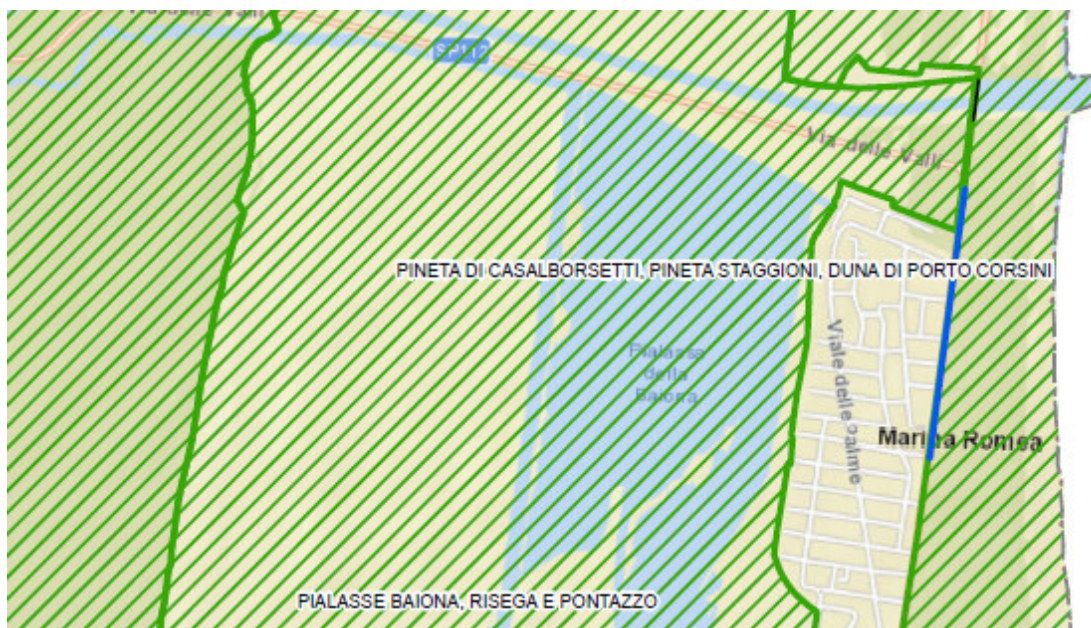 SP112
Via delle Valli
PINETA DI CASALBORSETTI, PINETA STAGGIONI, DUNA DI PORTO CORSINI
Pialassa
della
Baiona
Viale delle Palme
Marina Romea
PIALASSE BAIONA, RISEGA E PONTAZZO